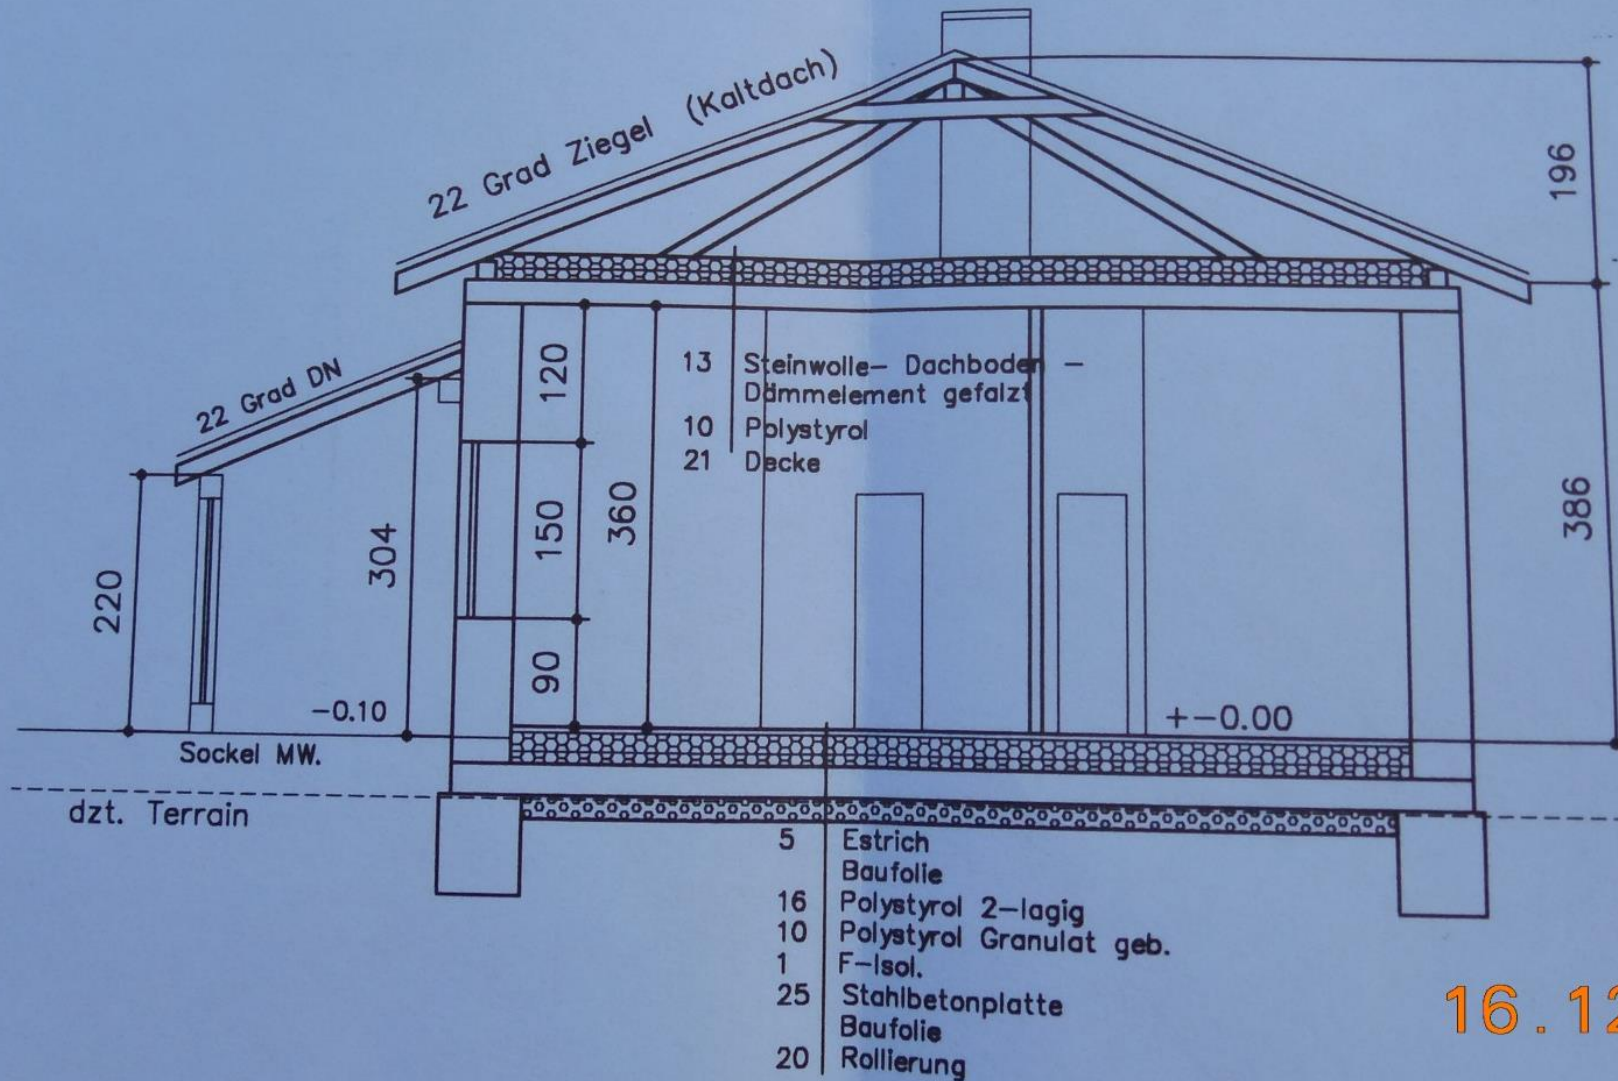 22 Grad Ziegel (Kaltdach)
196
22 Grad DN
120
13 Steinwolle- Dachboden -
Dämmelement gefalzt
10 Polystyrol
21 Decke
150
360
304
386
220
90
-0.10
+-0.00
Sockel MW.
dzt. Terrain
5 Estrich
Baufolie
16 Polystyrol 2-lagig
10 Polystyrol Granulat geb.
1 F-Isol.
25 Stahlbetonplatte
Baufolie
20 Rollierung
16.12